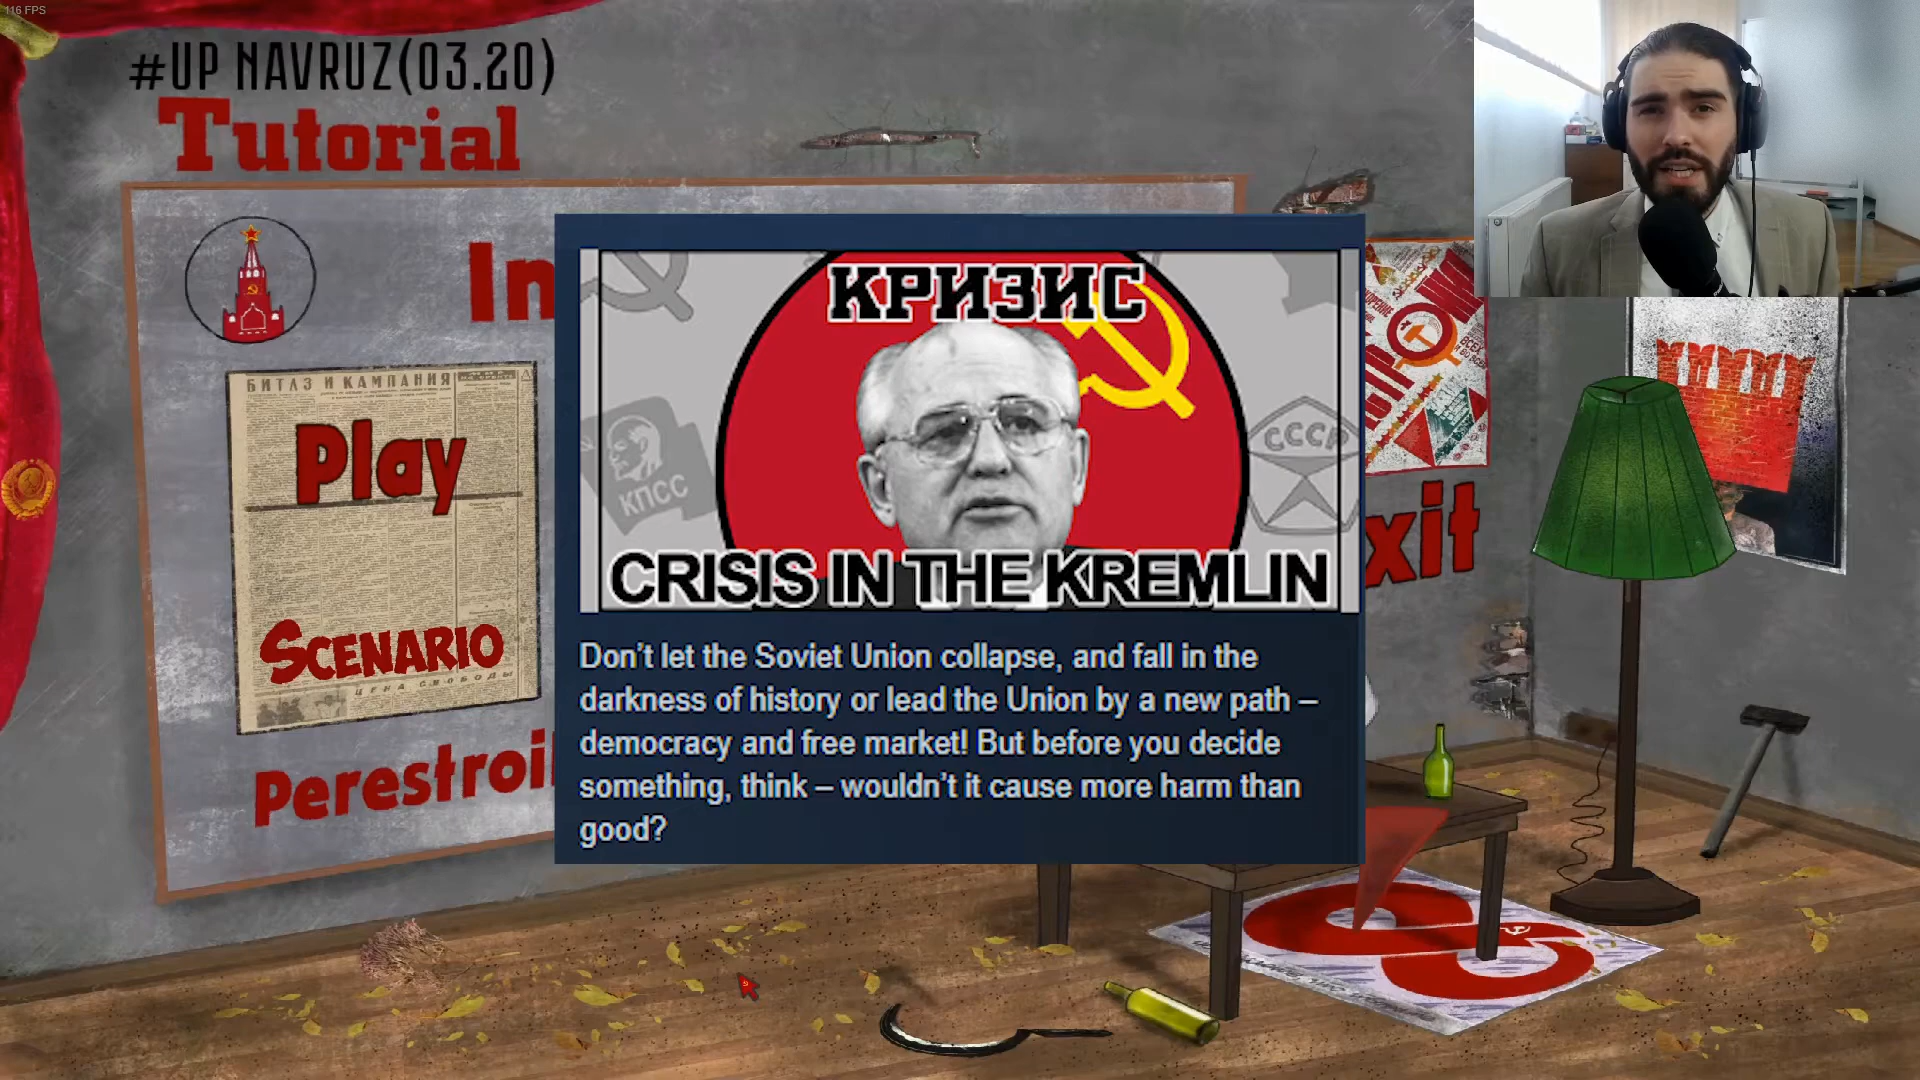 116 FPS
#UP NAVRUZ(03.20)
Tutorial
In
БИТЛЗ И КАМПАНИЯ
Play
SCENARIO
ЦЕНА СВОБОДЫ
Perestroi
КРИЗИС
КПСС
СССР
CRISIS IN THE KREMLIN
Don’t let the Soviet Union collapse, and fall in the
darkness of history or lead the Union by a new path –
democracy and free market! But before you decide
something, think – wouldn’t it cause more harm than
good?
xit